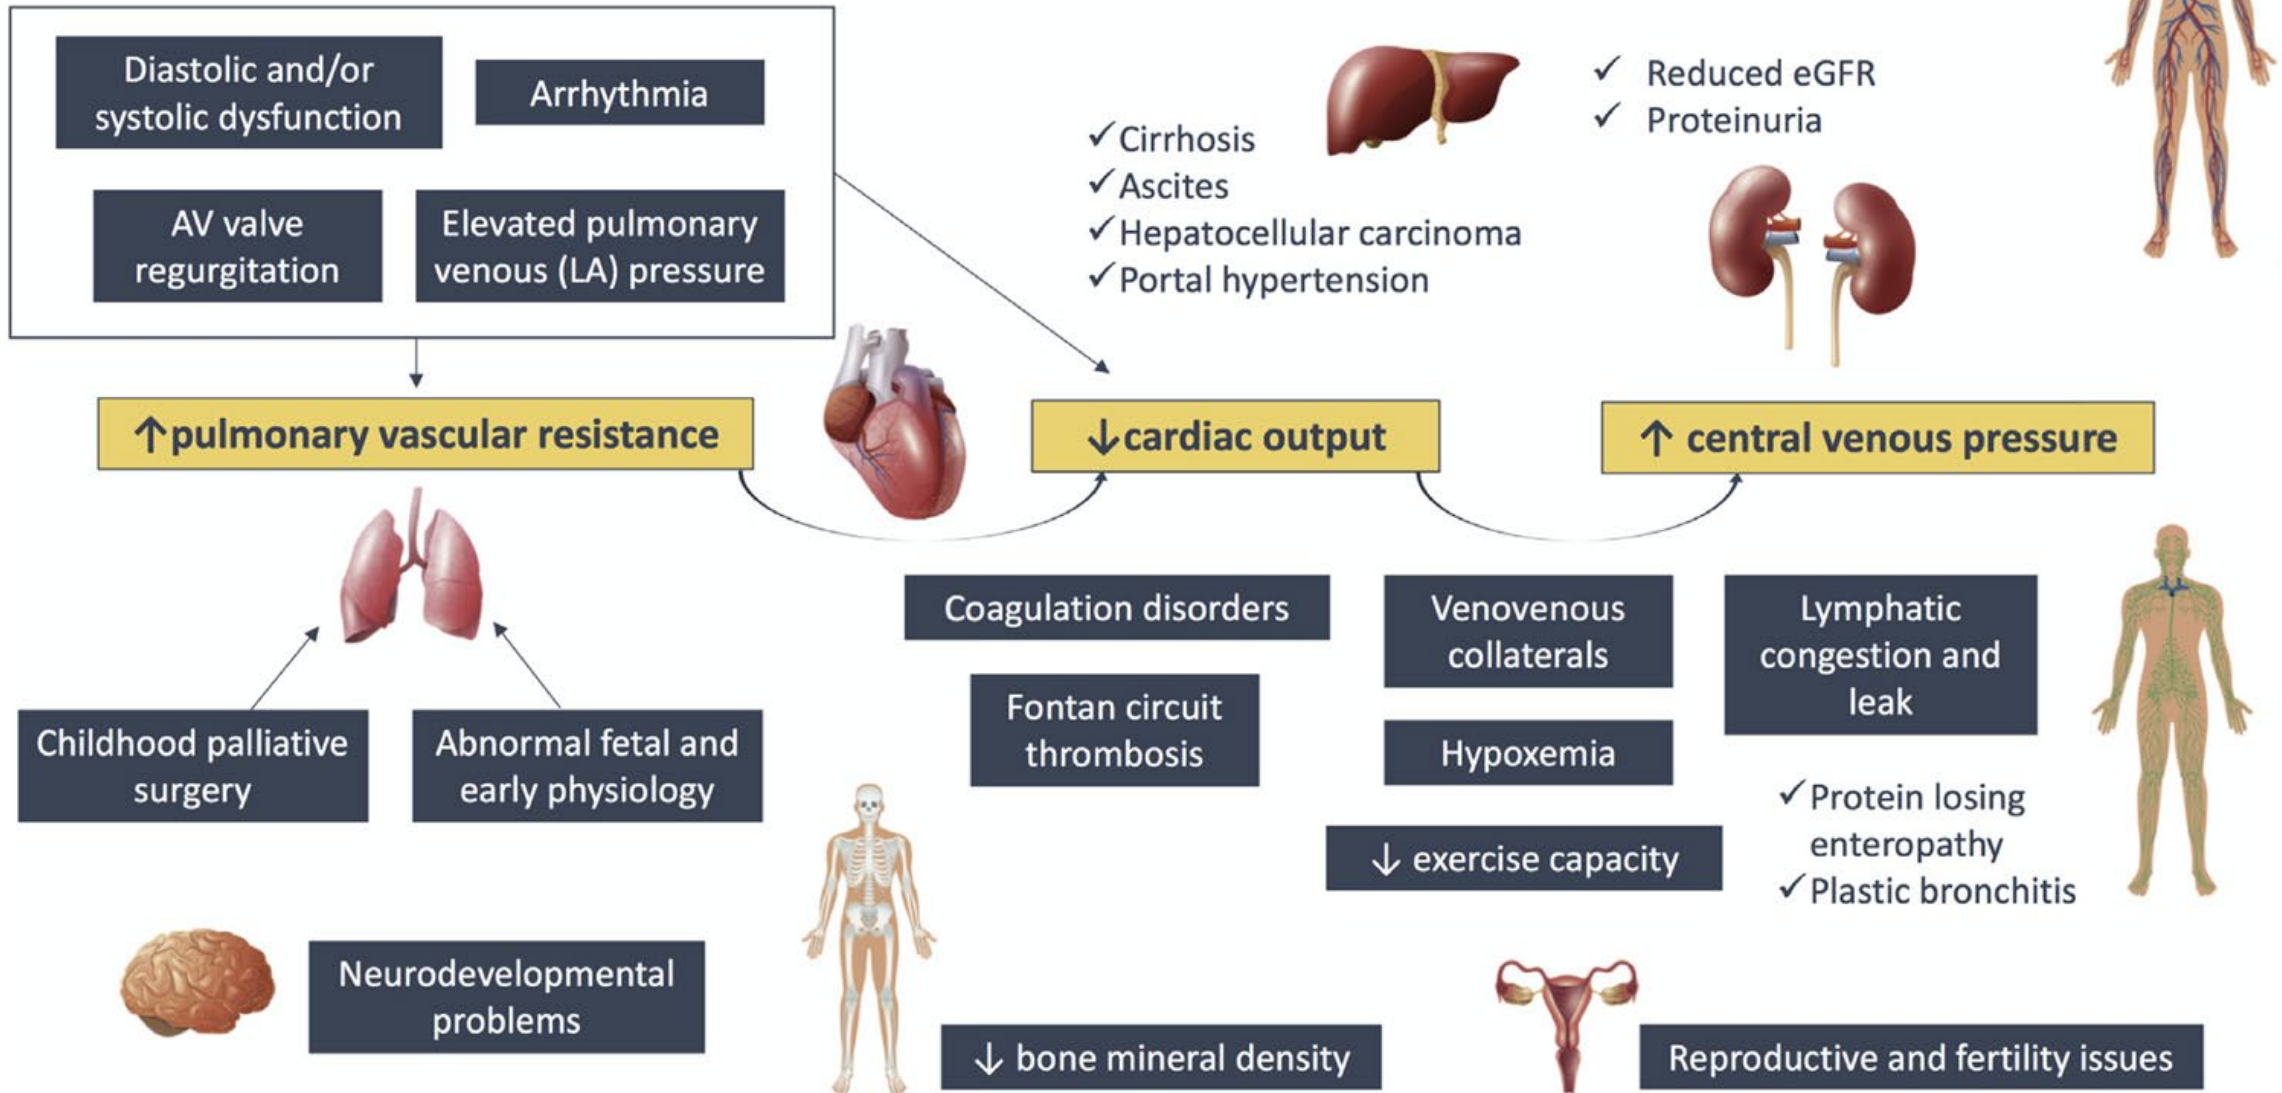 Diastolic and/or
systolic dysfunction
Arrhythmia
AV valve
regurgitation
Elevated pulmonary
venous (LA) pressure
✓ Cirrhosis
✓ Ascites
✓ Hepatocellular carcinoma
✓ Portal hypertension
✓ Reduced eGFR
✓ Proteinuria
↑pulmonary vascular resistance
↓cardiac output
↑ central venous pressure
Childhood palliative
surgery
Abnormal fetal and
early physiology
Coagulation disorders
Fontan circuit
thrombosis
Venovenous
collaterals
Hypoxemia
↓ exercise capacity
Lymphatic
congestion and
leak
✓ Protein losing
enteropathy
✓ Plastic bronchitis
Neurodevelopmental
problems
↓ bone mineral density
Reproductive and fertility issues